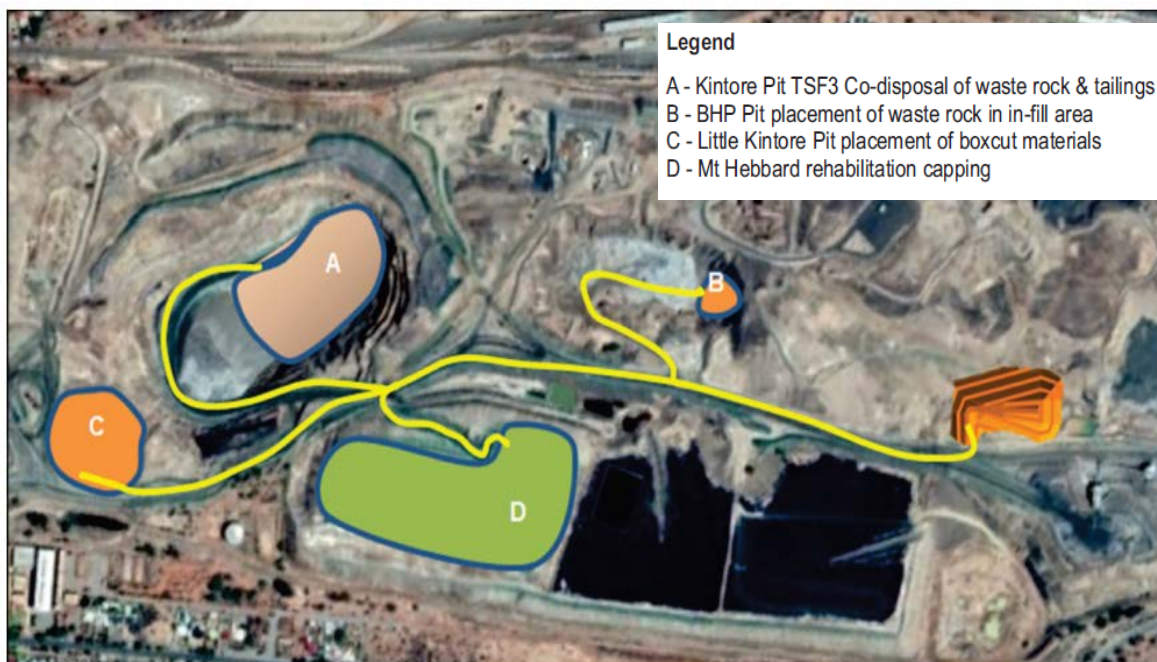 Legend
A - Kintore Pit TSF3 Co-disposal of waste rock & tailings
B - BHP Pit placement of waste rock in in-fill area
C - Little Kintore Pit placement of boxcut materials
D - Mt Hebbard rehabilitation capping
A
B
C
D